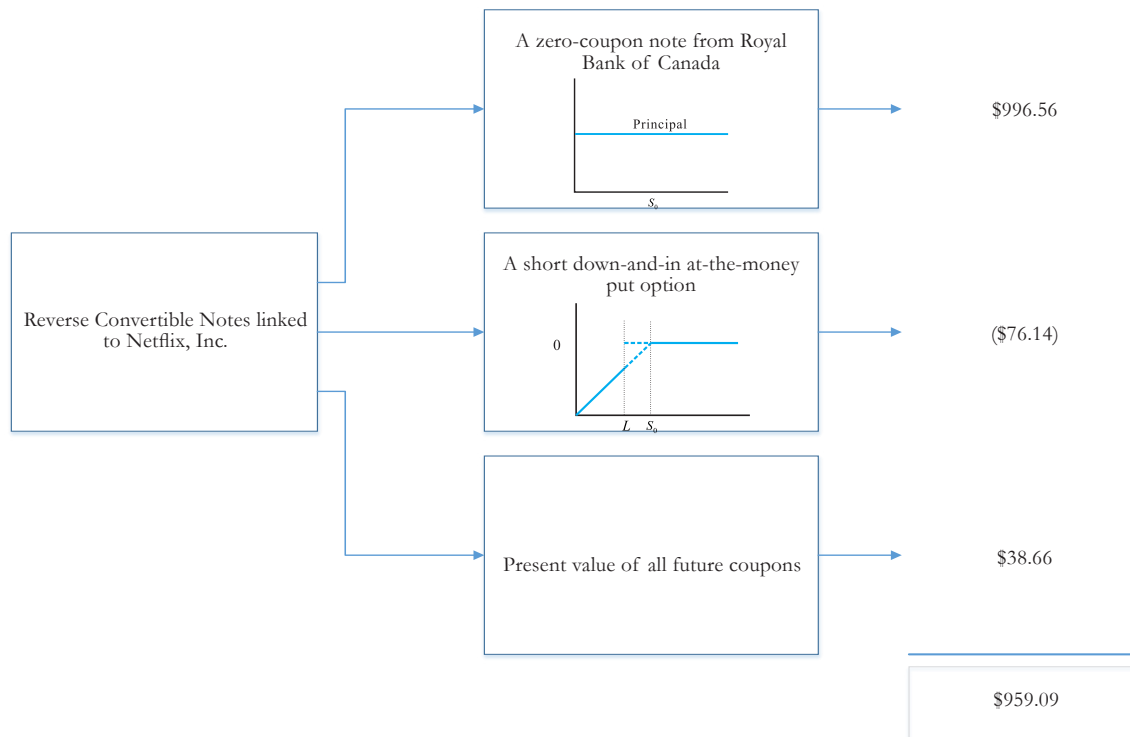 A zero-coupon note from Royal
Bank of Canada
Principal
S₀
$996.56
Reverse Convertible Notes linked
to Netflix, Inc.
A short down-and-in at-the-money
put option
0
L S₀
($76.14)
Present value of all future coupons
$38.66
$959.09